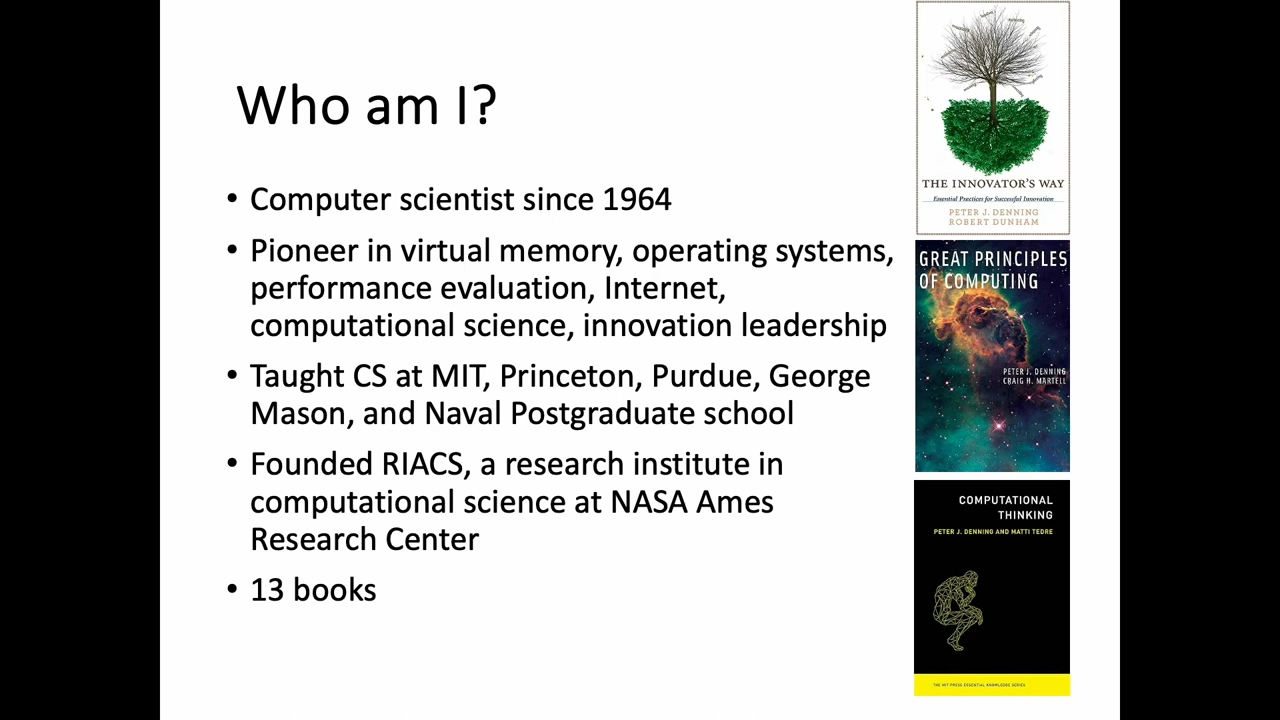 Who am I?
• Computer scientist since 1964
• Pioneer in virtual memory, operating systems,
performance evaluation, Internet,
computational science, innovation leadership
• Taught CS at MIT, Princeton, Purdue, George
Mason, and Naval Postgraduate school
• Founded RIACS, a research institute in
computational science at NASA Ames
Research Center
• 13 books
THE INNOVATOR'S WAY
Essential Practices for Successful Innovation
PETER J. DENNING
ROBERT DUNHAM
GREAT PRINCIPLES
OF COMPUTING
PETER J. DENNING
CRAIG H. MARTELL
COMPUTATIONAL
THINKING
PETER J. DENNING AND MATTI TEDRE
THE MIT PRESS ESSENTIAL KNOWLEDGE SERIES